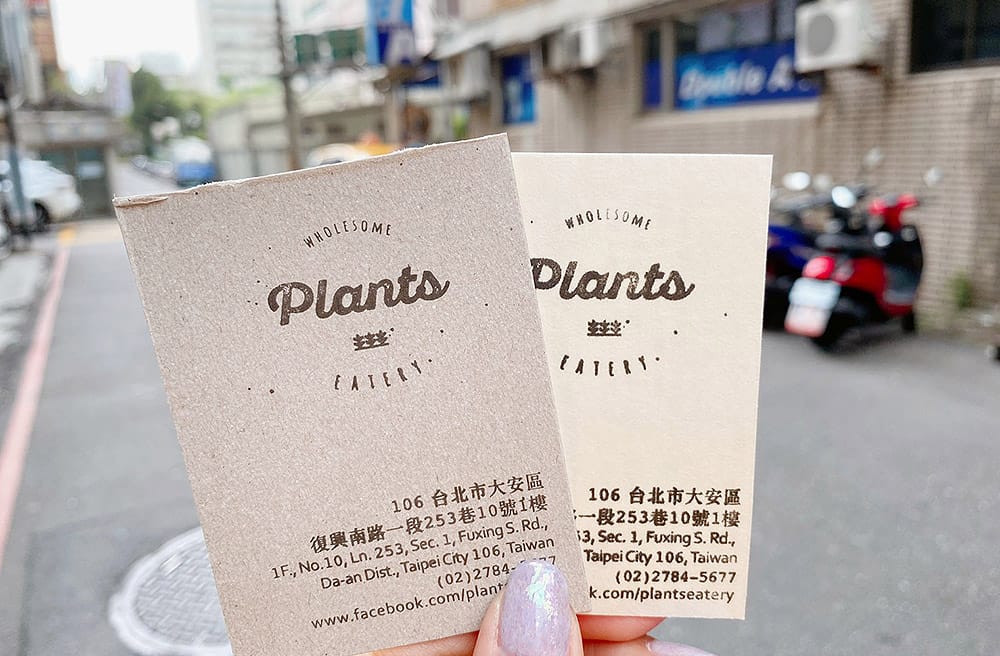 WHOLESOME
Plants
EATERY
106 台北市大安區
復興南路一段253巷10號1樓
1F., No.10, Ln. 253, Sec. 1, Fuxing S. Rd.,
Da-an Dist., Taipei City 106, Taiwan
(02)2784-5677
www.facebook.com/plants
WHOLESOME
Plants
EATERY
106 台北市大安區
一段253巷10號1樓
53, Sec. 1, Fuxing S. Rd.,
Taipei City 106, Taiwan
(02)2784-5677
k.com/plantseatery
Double A